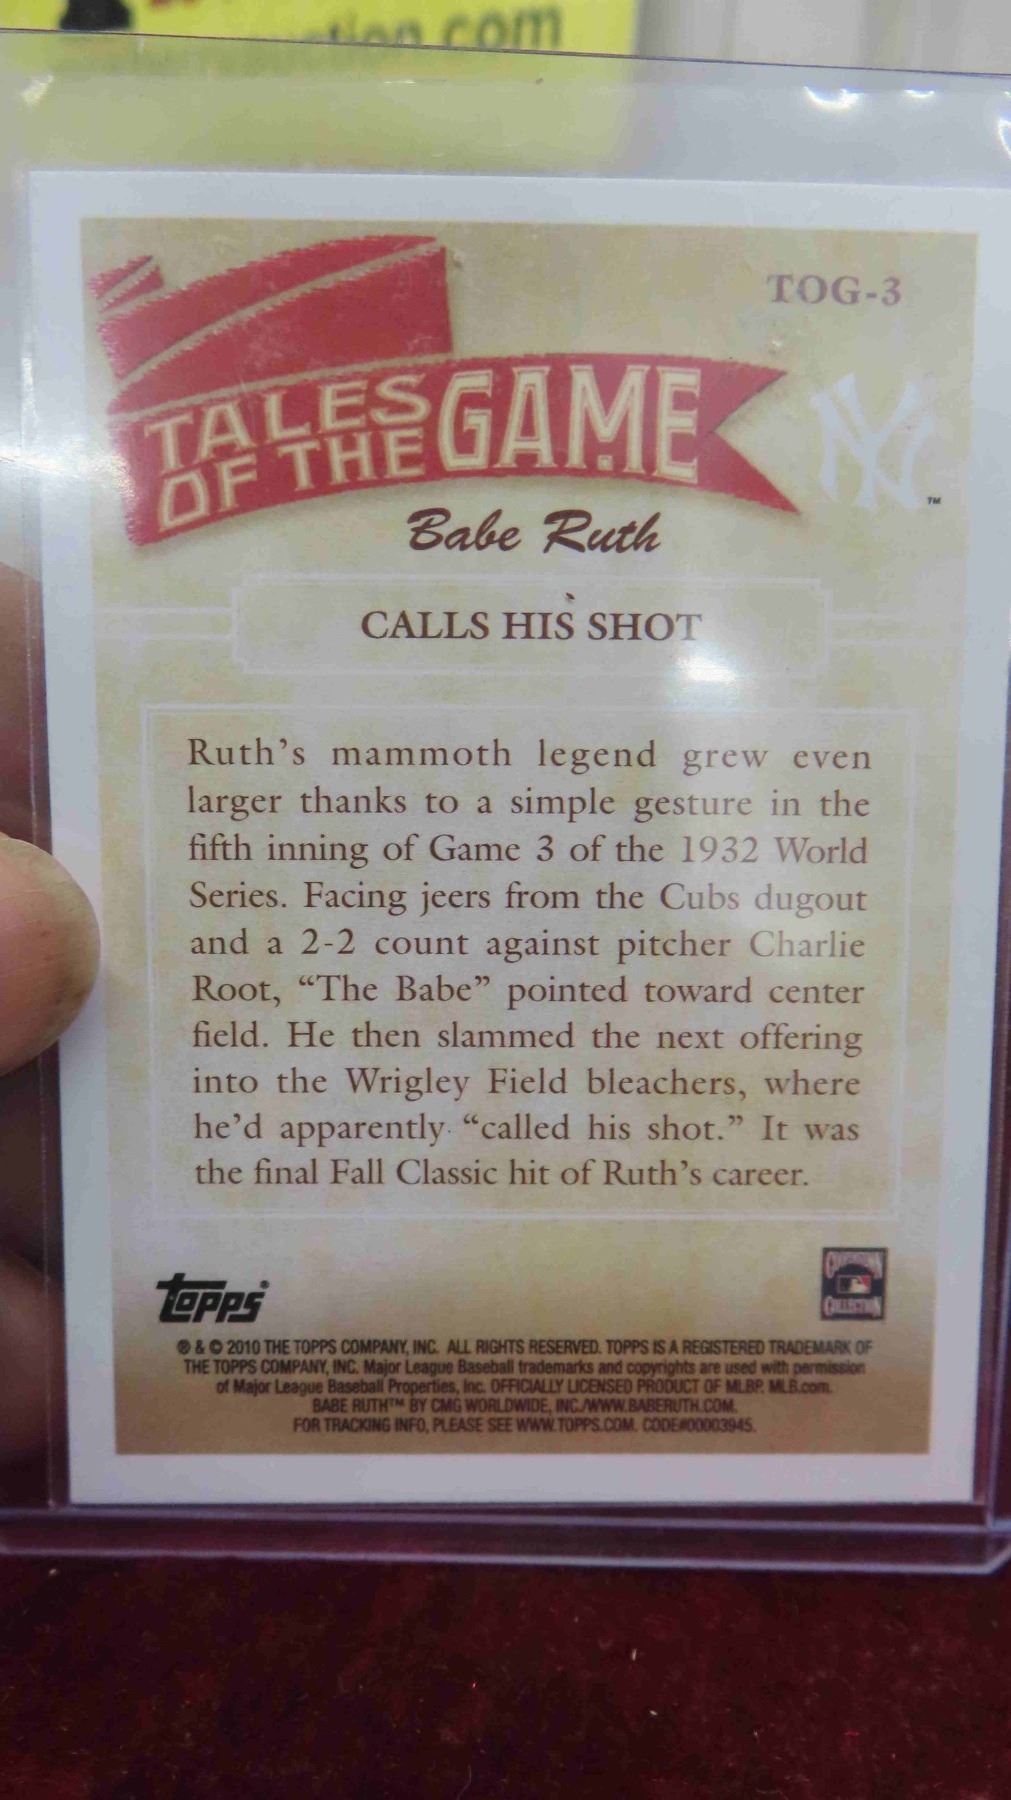 ction.com
TOG-3
TALES
OF THE GAME
NY
™
Babe Ruth
CALLS HIS SHOT
Ruth's mammoth legend grew even
larger thanks to a simple gesture in the
fifth inning of Game 3 of the 1932 World
Series. Facing jeers from the Cubs dugout
and a 2-2 count against pitcher Charlie
Root, “The Babe” pointed toward center
field. He then slammed the next offering
into the Wrigley Field bleachers, where
he'd apparently “called his shot.” It was
the final Fall Classic hit of Ruth's career.
topps®
COOPERSTOWN
COLLECTION
® & © 2010 THE TOPPS COMPANY, INC. ALL RIGHTS RESERVED. TOPPS IS A REGISTERED TRADEMARK OF
THE TOPPS COMPANY, INC. Major League Baseball trademarks and copyrights are used with permission
of Major League Baseball Properties, Inc. OFFICIALLY LICENSED PRODUCT OF MLBP. MLB.com.
BABE RUTH™ BY CMG WORLDWIDE, INC./WWW.BABERUTH.COM.
FOR TRACKING INFO, PLEASE SEE WWW.TOPPS.COM. CODE#00003945.